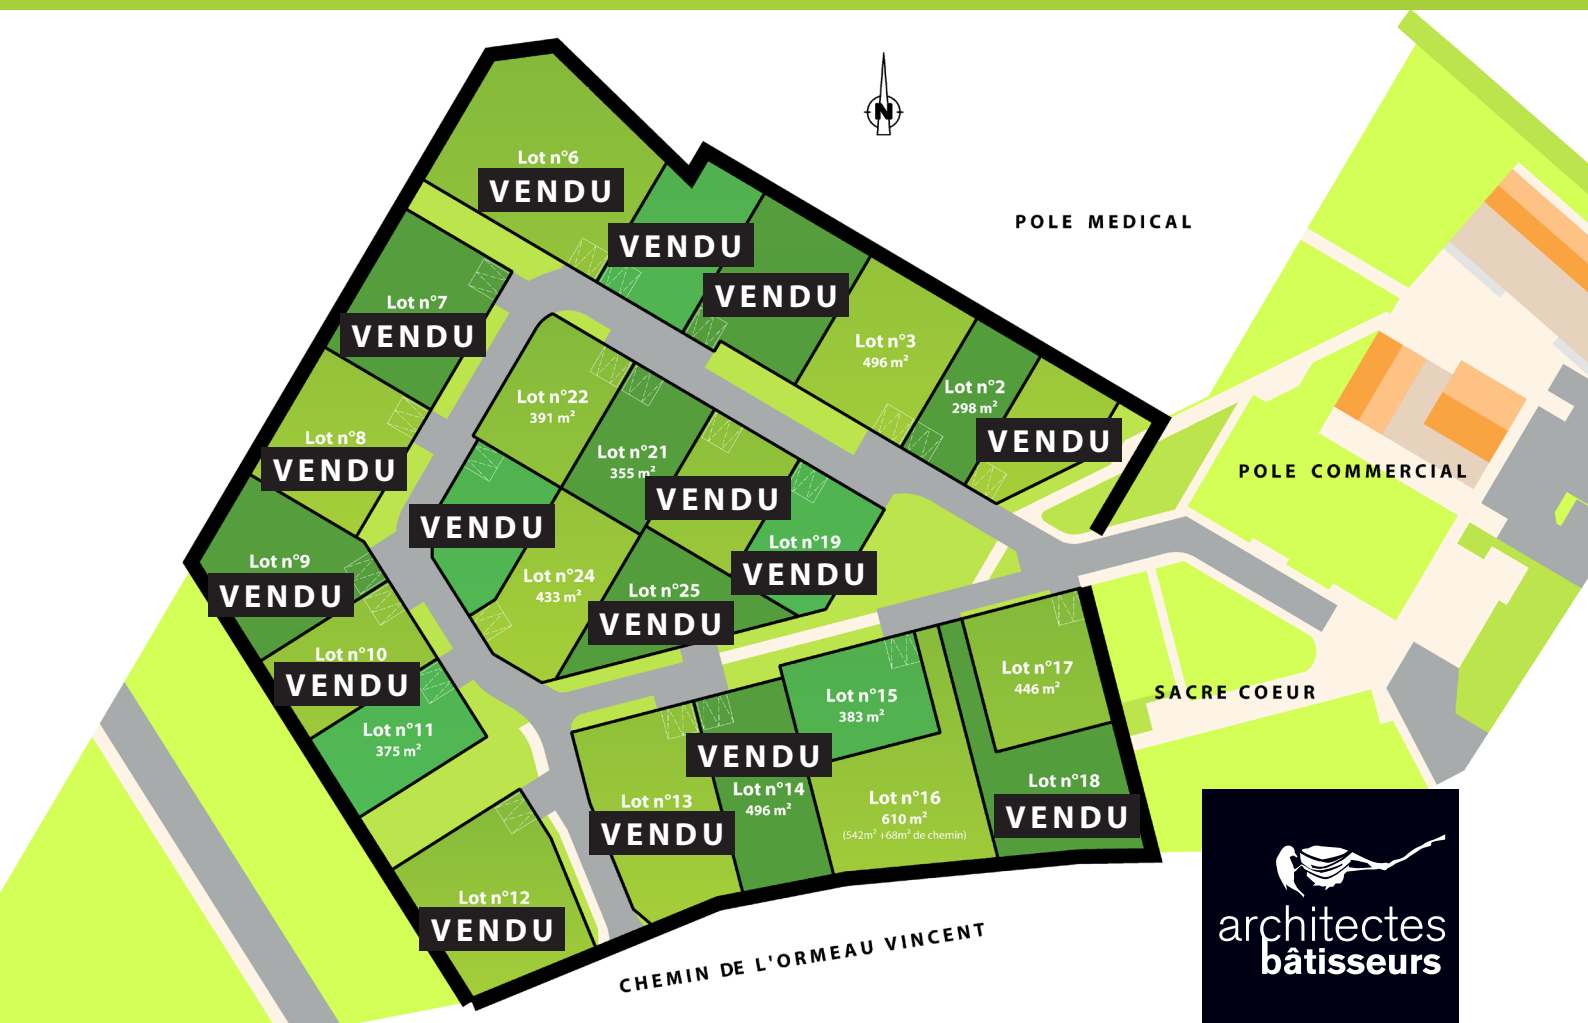 N
Lot n°6
VENDU
VENDU
VENDU
POLE MEDICAL
Lot n°7
VENDU
Lot n°3
496 m²
Lot n°2
298 m²
VENDU
Lot n°22
391 m²
Lot n°21
355 m²
VENDU
Lot n°8
VENDU
POLE COMMERCIAL
VENDU
Lot n°19
VENDU
Lot n°9
VENDU
Lot n°24
433 m²
Lot n°25
VENDU
Lot n°10
VENDU
Lot n°17
446 m²
SACRE COEUR
Lot n°15
383 m²
Lot n°11
375 m²
VENDU
Lot n°14
496 m²
Lot n°13
VENDU
Lot n°16
610 m²
(542m² +68m² de chemin)
Lot n°18
VENDU
Lot n°12
VENDU
CHEMIN DE L'ORMEAU VINCENT
architectes
bâtisseurs